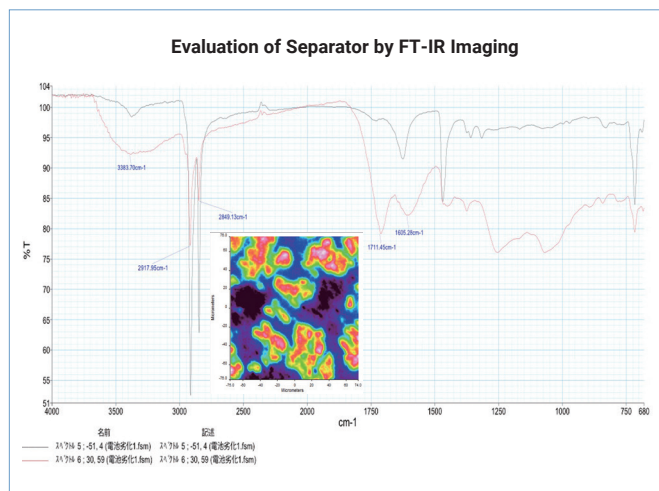 Evaluation of Separator by FT-IR Imaging
104
100
95
90
85
80
75
70
65
60
55
51
%T
4000
3500
3000
2500
2000
1750
1500
1250
1000
750
680
cm-1
3383.70cm-1
2917.95cm-1
2849.13cm-1
1711.45cm-1
1605.28cm-1
Micrometers
Micrometers
名前 記述
ｽﾍﾟｸﾄﾙ 5 ; -51, 4 (電池劣化1.fsm) ｽﾍﾟｸﾄﾙ 5 ; -51, 4 (電池劣化1.fsm)
ｽﾍﾟｸﾄﾙ 6 ; 30, 59 (電池劣化1.fsm) ｽﾍﾟｸﾄﾙ 6 ; 30, 59 (電池劣化1.fsm)